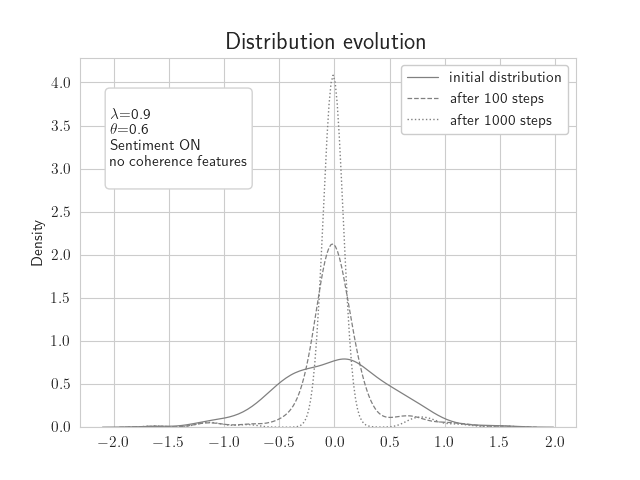 Distribution evolution
initial distribution
after 100 steps
after 1000 steps
λ=0.9
θ=0.6
Sentiment ON
no coherence features
Density
4.0
3.5
3.0
2.5
2.0
1.5
1.0
0.5
0.0
−2.0 −1.5 −1.0 −0.5 0.0 0.5 1.0 1.5 2.0